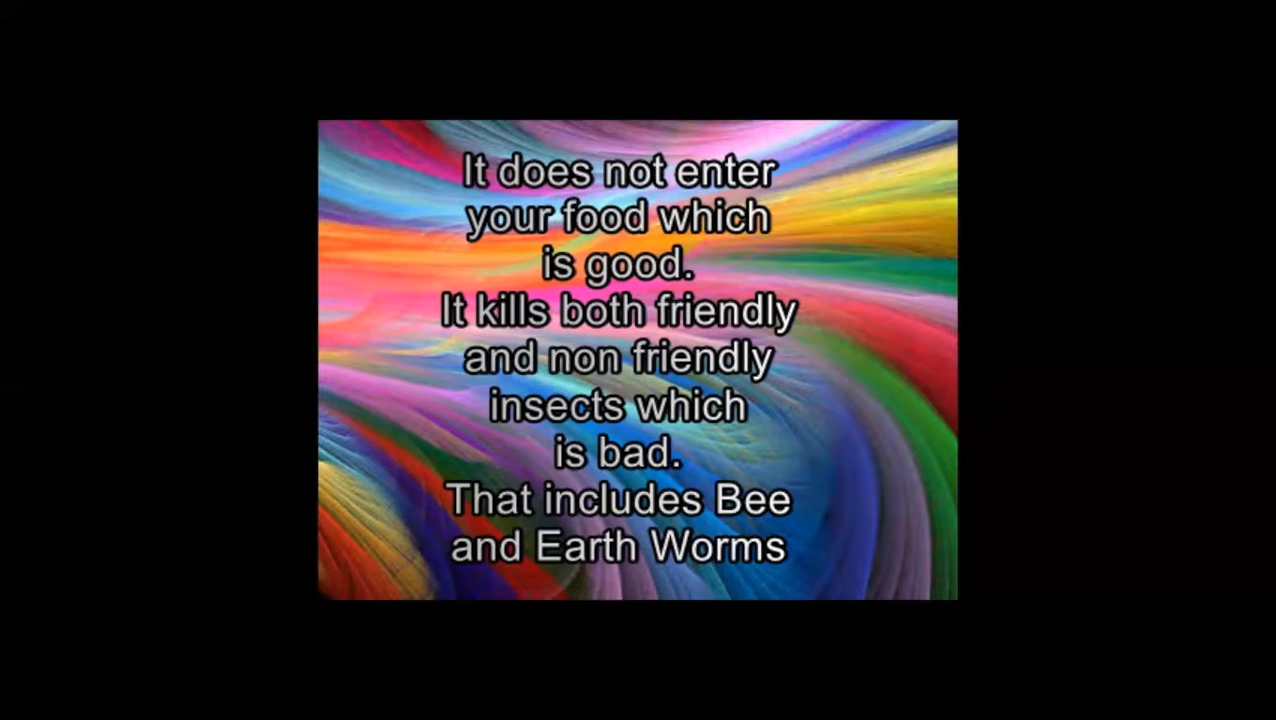 It does not enter
your food which
is good.
It kills both friendly
and non friendly
insects which
is bad.
That includes Bee
and Earth Worms